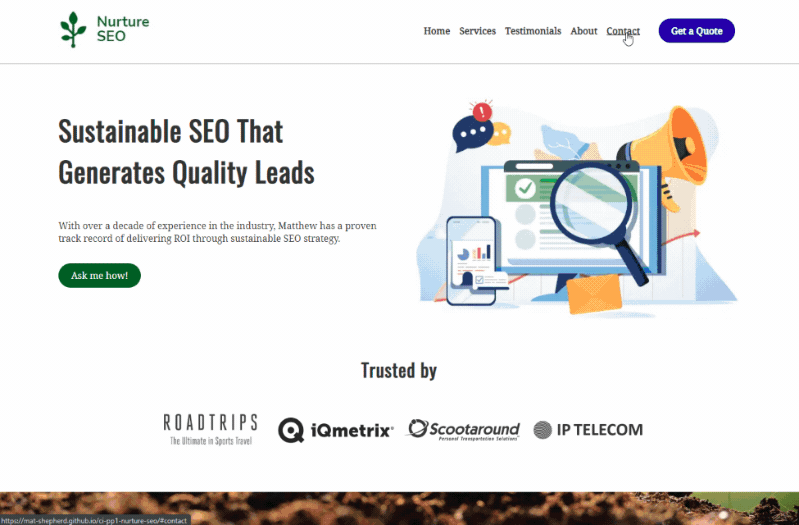 Nurture
SEO
Home Services Testimonials About Contact Get a Quote
Sustainable SEO That
Generates Quality Leads
With over a decade of experience in the industry, Matthew has a proven
track record of delivering ROI through sustainable SEO strategy.
Ask me how!
Trusted by
ROADTRIPS
The Ultimate in Sports Travel
iQmetrix®
Scootaround
Personal Transportation Solutions
IP TELECOM
https://mat-shepherd.github.io/ci-pp1-nurture-seo/#contact